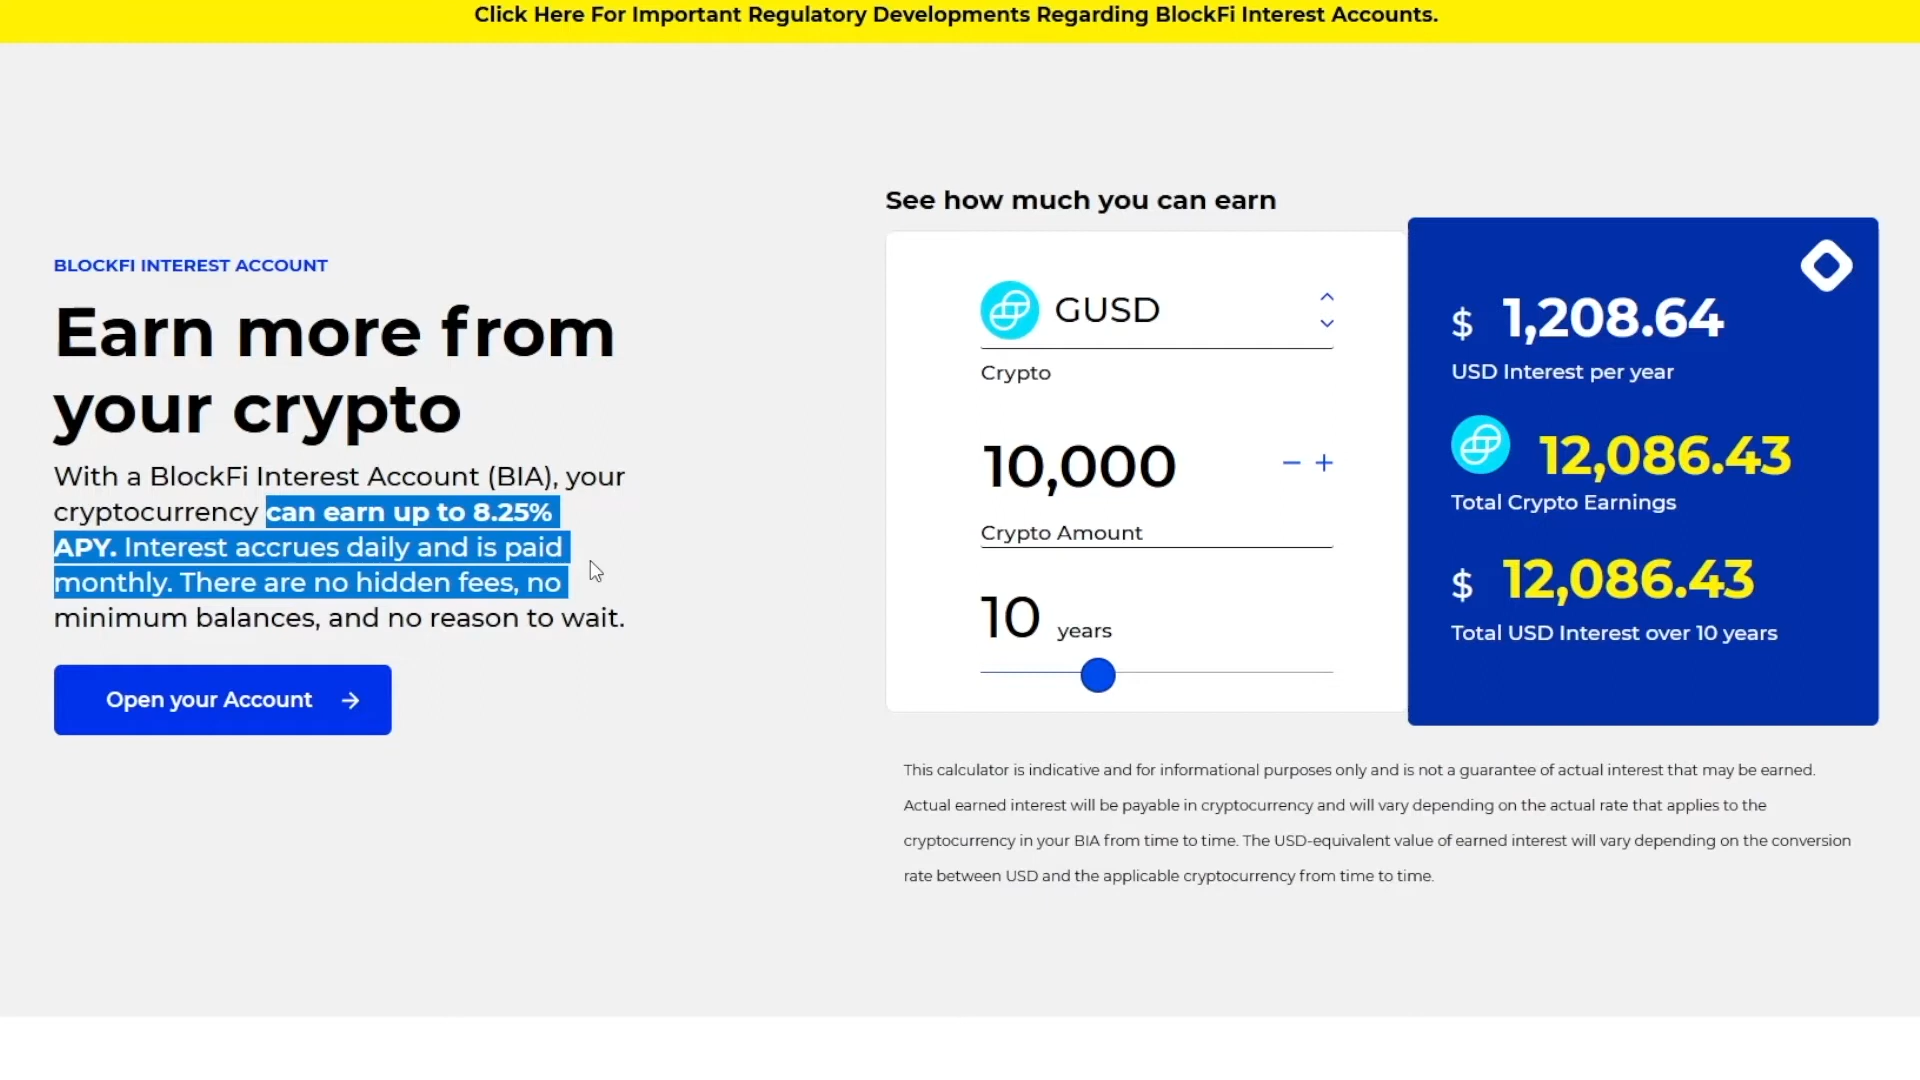 Click Here For Important Regulatory Developments Regarding BlockFi Interest Accounts.
BLOCKFI INTEREST ACCOUNT
Earn more from
your crypto
With a BlockFi Interest Account (BIA), your
cryptocurrency can earn up to 8.25%
APY. Interest accrues daily and is paid
monthly. There are no hidden fees, no
minimum balances, and no reason to wait.
Open your Account →
See how much you can earn
GUSD
Crypto
10,000 − +
Crypto Amount
10 years
$ 1,208.64
USD Interest per year
12,086.43
Total Crypto Earnings
$ 12,086.43
Total USD Interest over 10 years
This calculator is indicative and for informational purposes only and is not a guarantee of actual interest that may be earned.
Actual earned interest will be payable in cryptocurrency and will vary depending on the actual rate that applies to the
cryptocurrency in your BIA from time to time. The USD-equivalent value of earned interest will vary depending on the conversion
rate between USD and the applicable cryptocurrency from time to time.